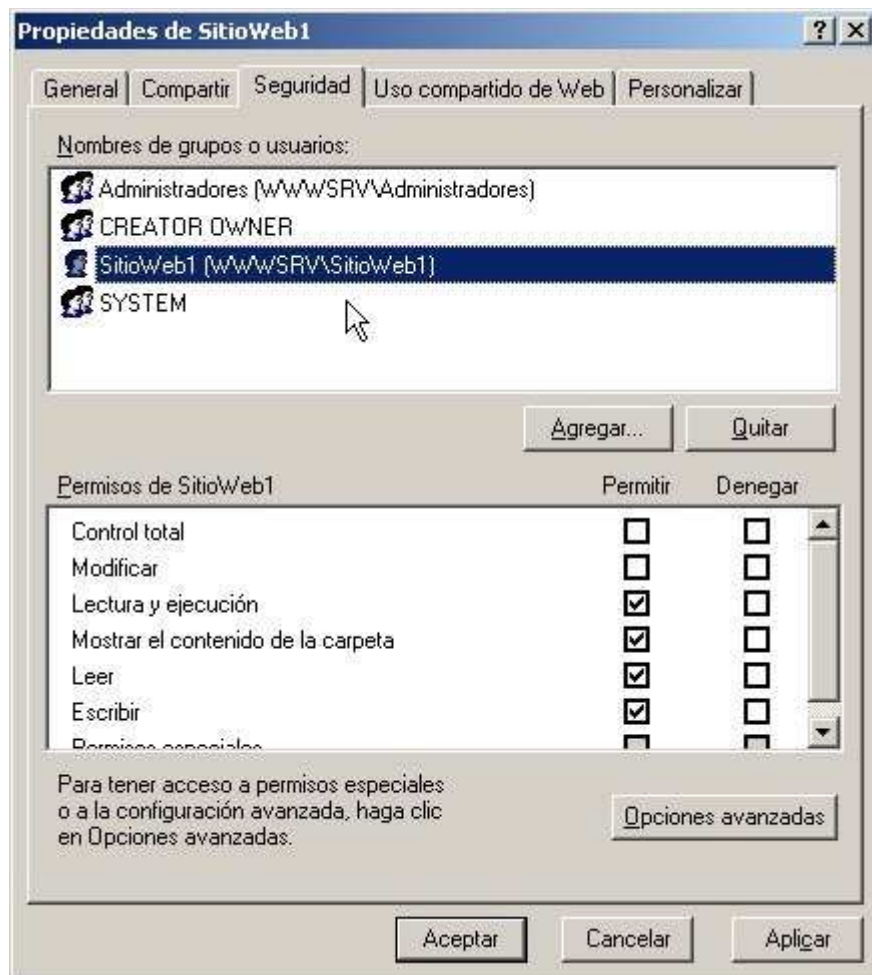 Propiedades de SitioWeb1
General Compartir Seguridad Uso compartido de Web Personalizar
Nombres de grupos o usuarios:
Administradores (WWWSRV\Administradores)
CREATOR OWNER
SitioWeb1 (WWWSRV\SitioWeb1)
SYSTEM
Agregar... Quitar
Permisos de SitioWeb1 Permitir Denegar
Control total
Modificar
Lectura y ejecución
Mostrar el contenido de la carpeta
Leer
Escribir
Permisos especiales
Para tener acceso a permisos especiales
o a la configuración avanzada, haga clic
en Opciones avanzadas.
Opciones avanzadas
Aceptar Cancelar Aplicar